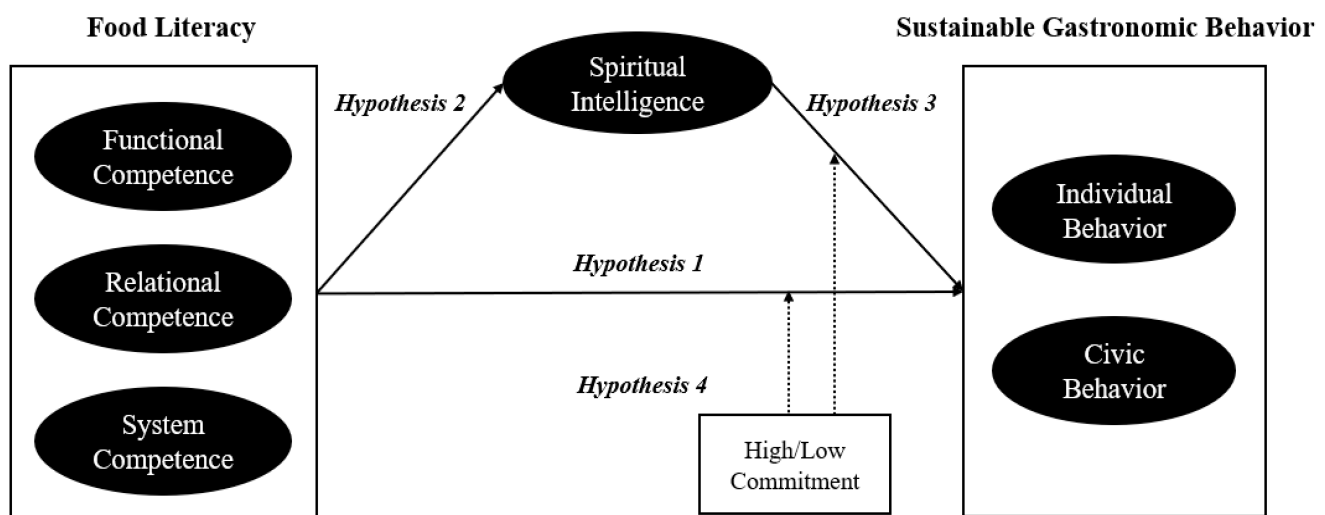 Food Literacy
Functional
Competence
Relational
Competence
System
Competence
Hypothesis 2
Spiritual
Intelligence
Hypothesis 3
Hypothesis 1
Hypothesis 4
High/Low
Commitment
Sustainable Gastronomic Behavior
Individual
Behavior
Civic
Behavior